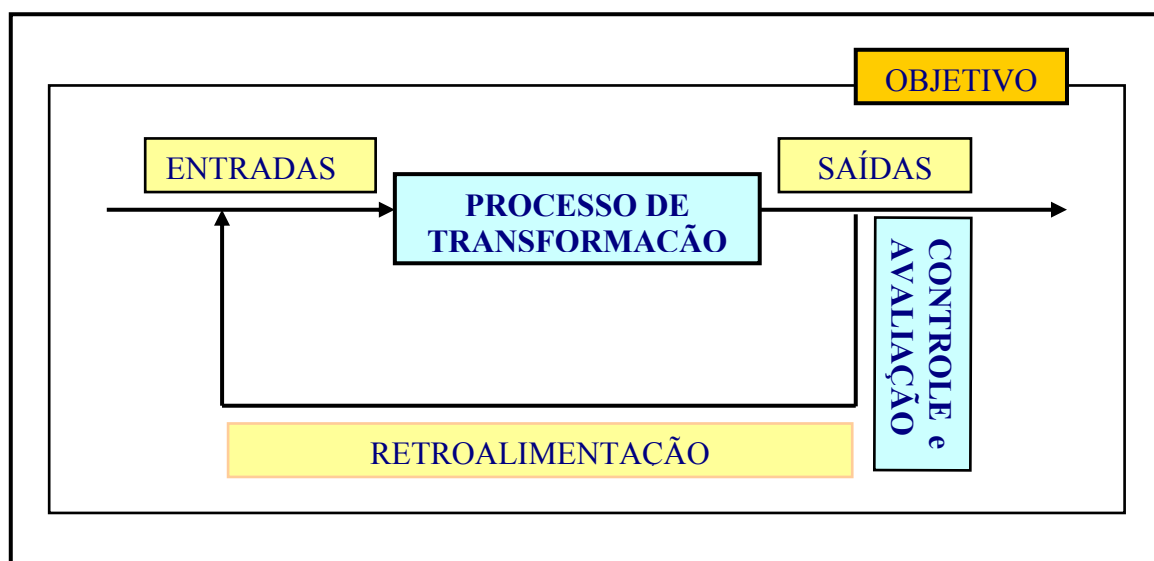 OBJETIVO
ENTRADAS
SAÍDAS
PROCESSO DE
TRANSFORMAÇÃO
CONTROLE e
AVALIAÇÃO
RETROALIMENTAÇÃO